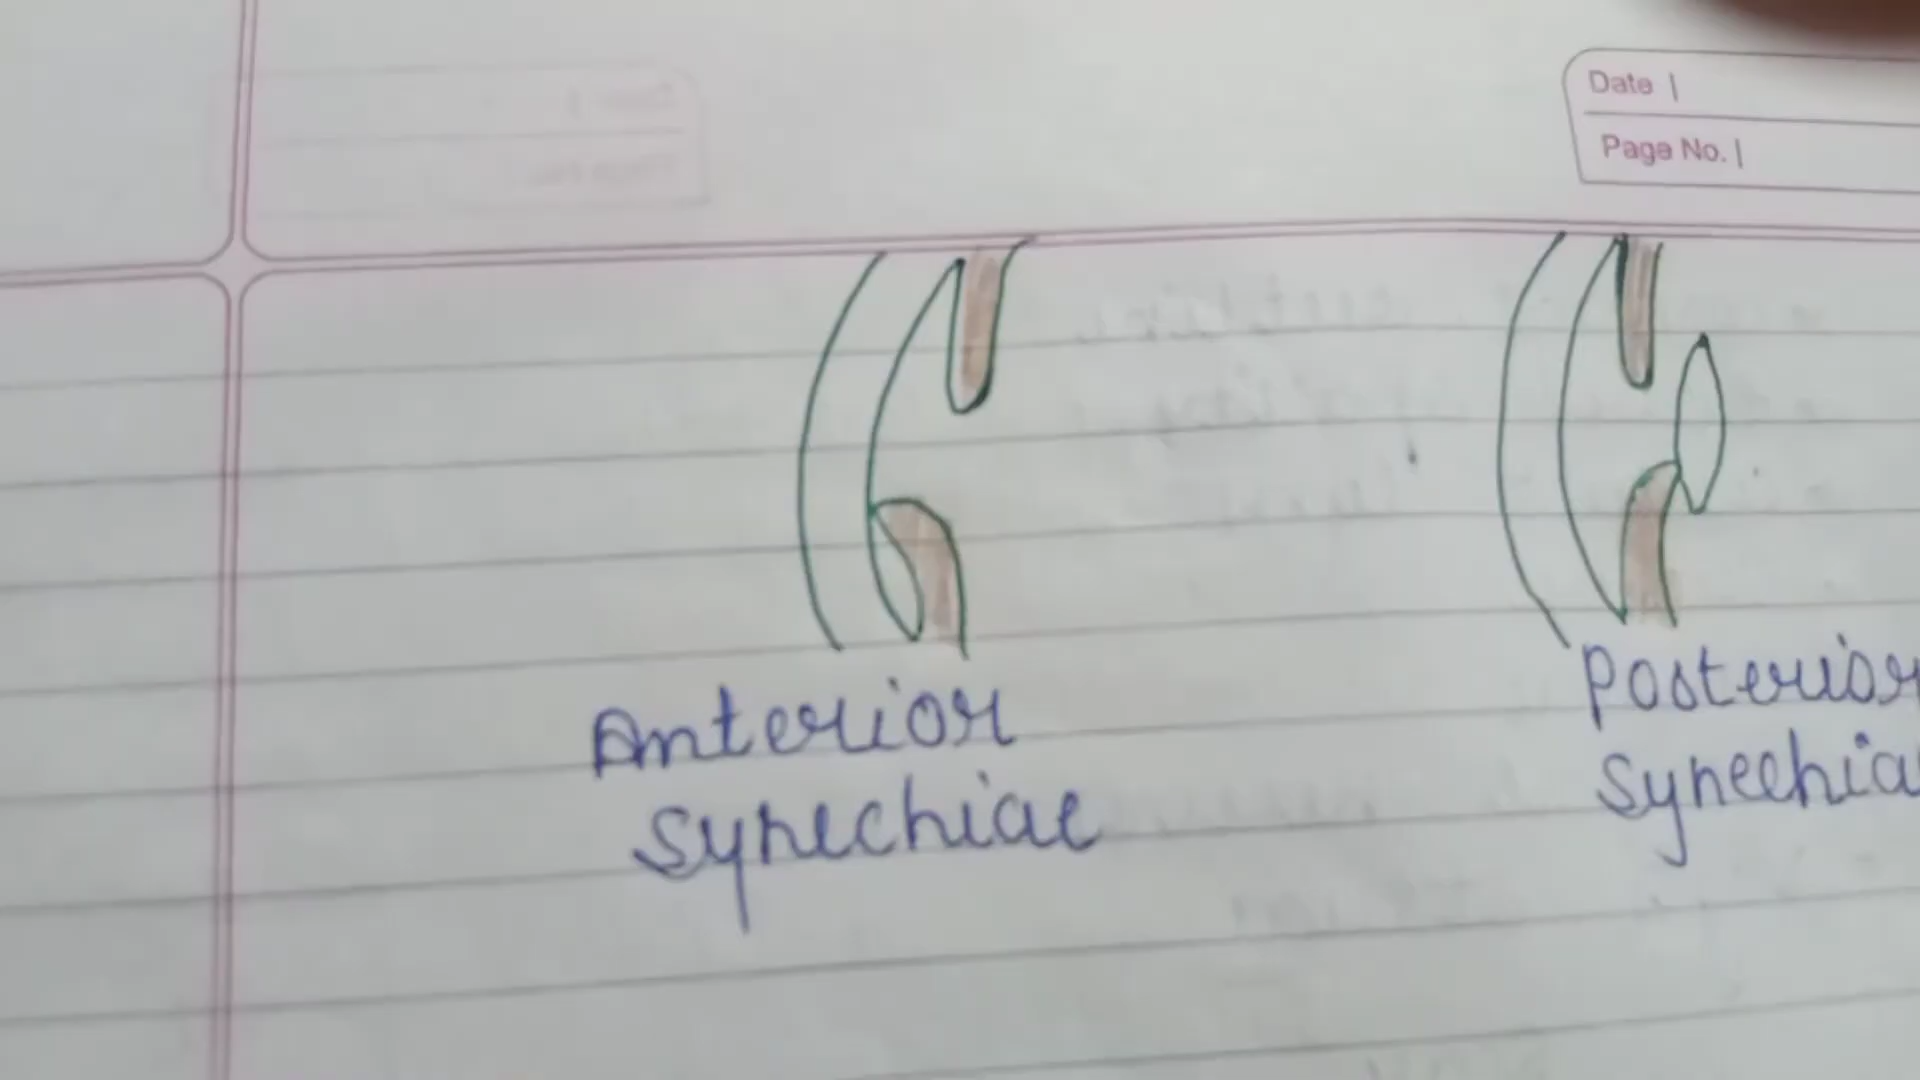 Date |
Page No. |
Anterior
Synechiae
Posterior
Synechia